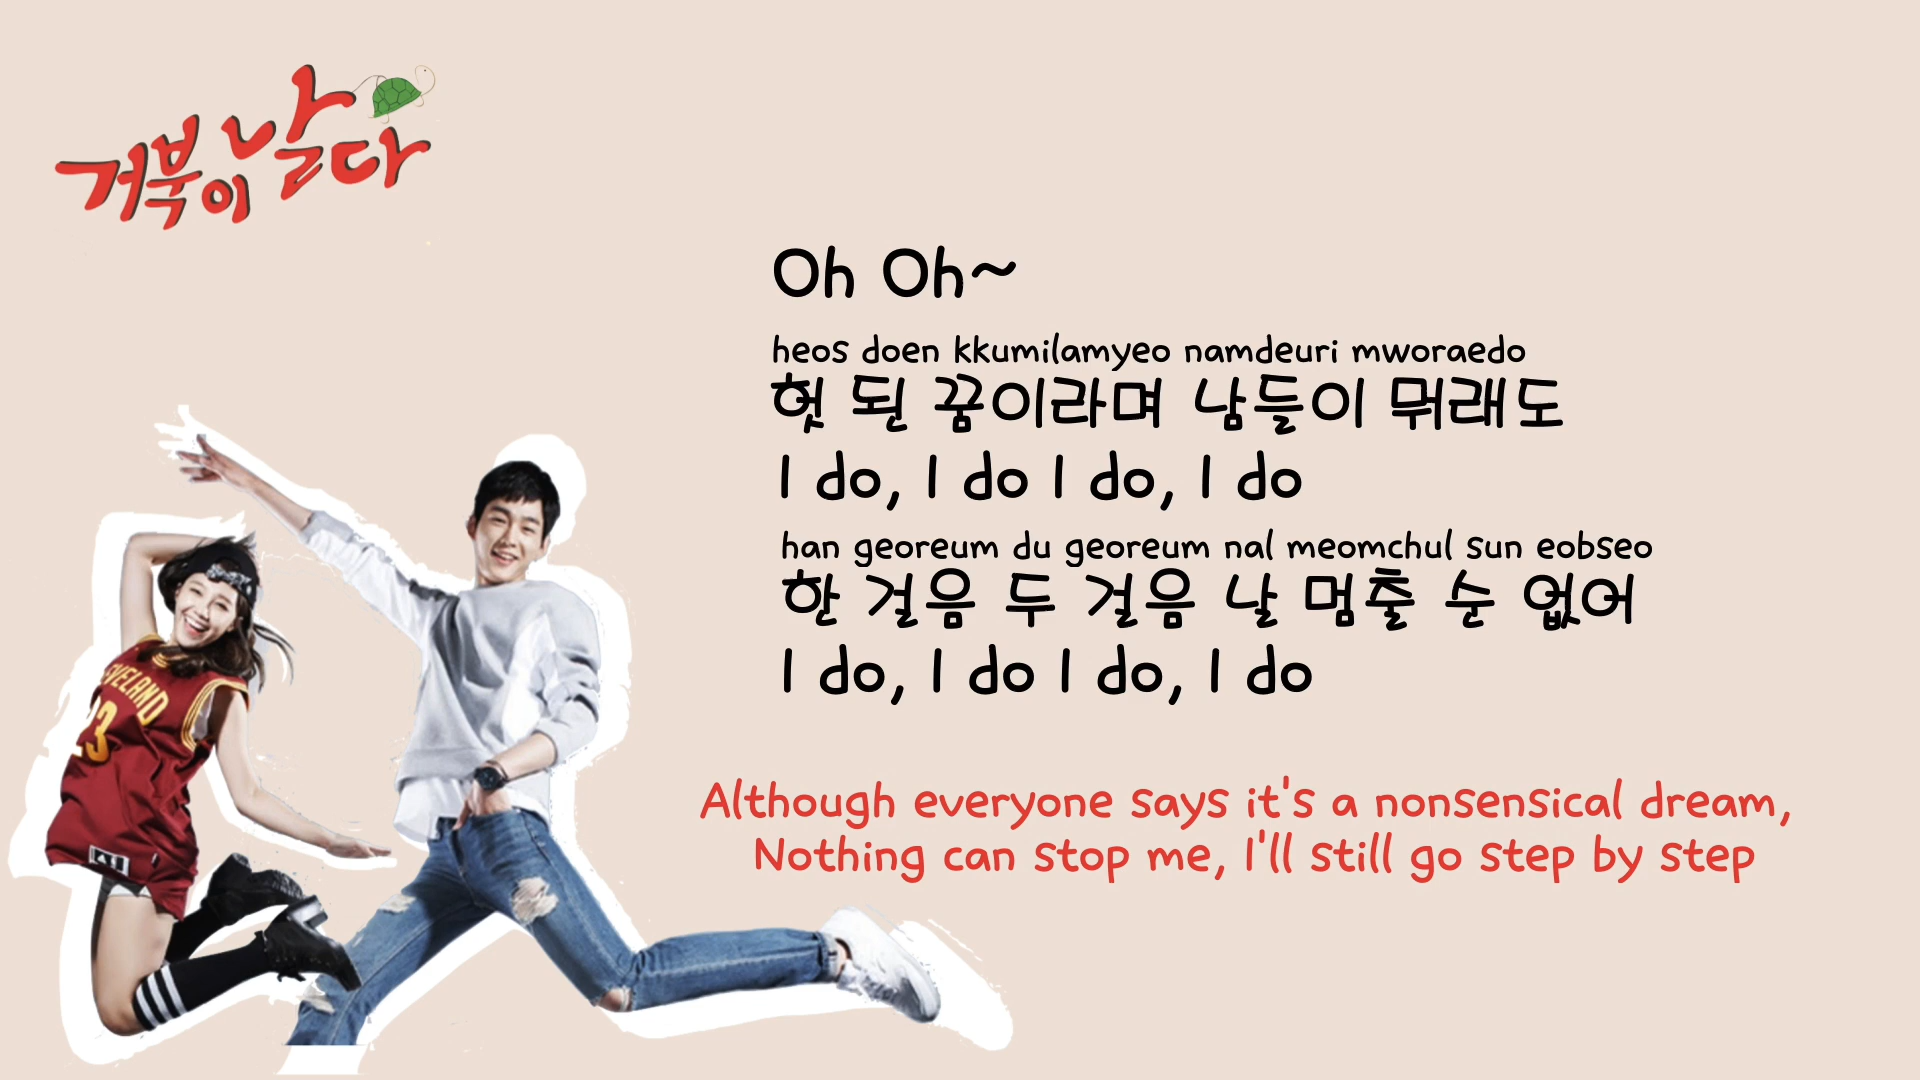 거북이 날다
Oh Oh~
heos doen kkumilamyeo namdeuri mworaedo
헛 된 꿈이라며 남들이 뭐래도
I do, I do I do, I do
han georeum du georeum nal meomchul sun eobseo
한 걸음 두 걸음 날 멈출 순 없어
I do, I do I do, I do
Although everyone says it's a nonsensical dream,
Nothing can stop me, I'll still go step by step
EVELAND
23